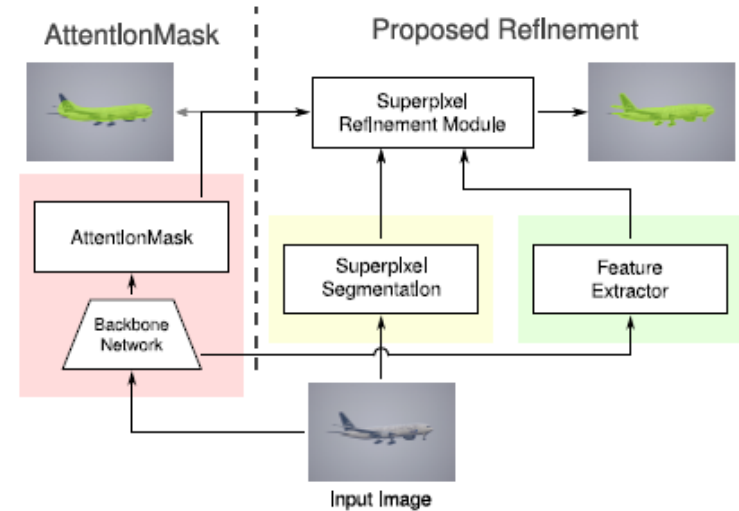 AttentionMask
Proposed Refinement
Superpixel
Refinement Module
AttentionMask
Superpixel
Segmentation
Feature
Extractor
Backbone
Network
Input Image